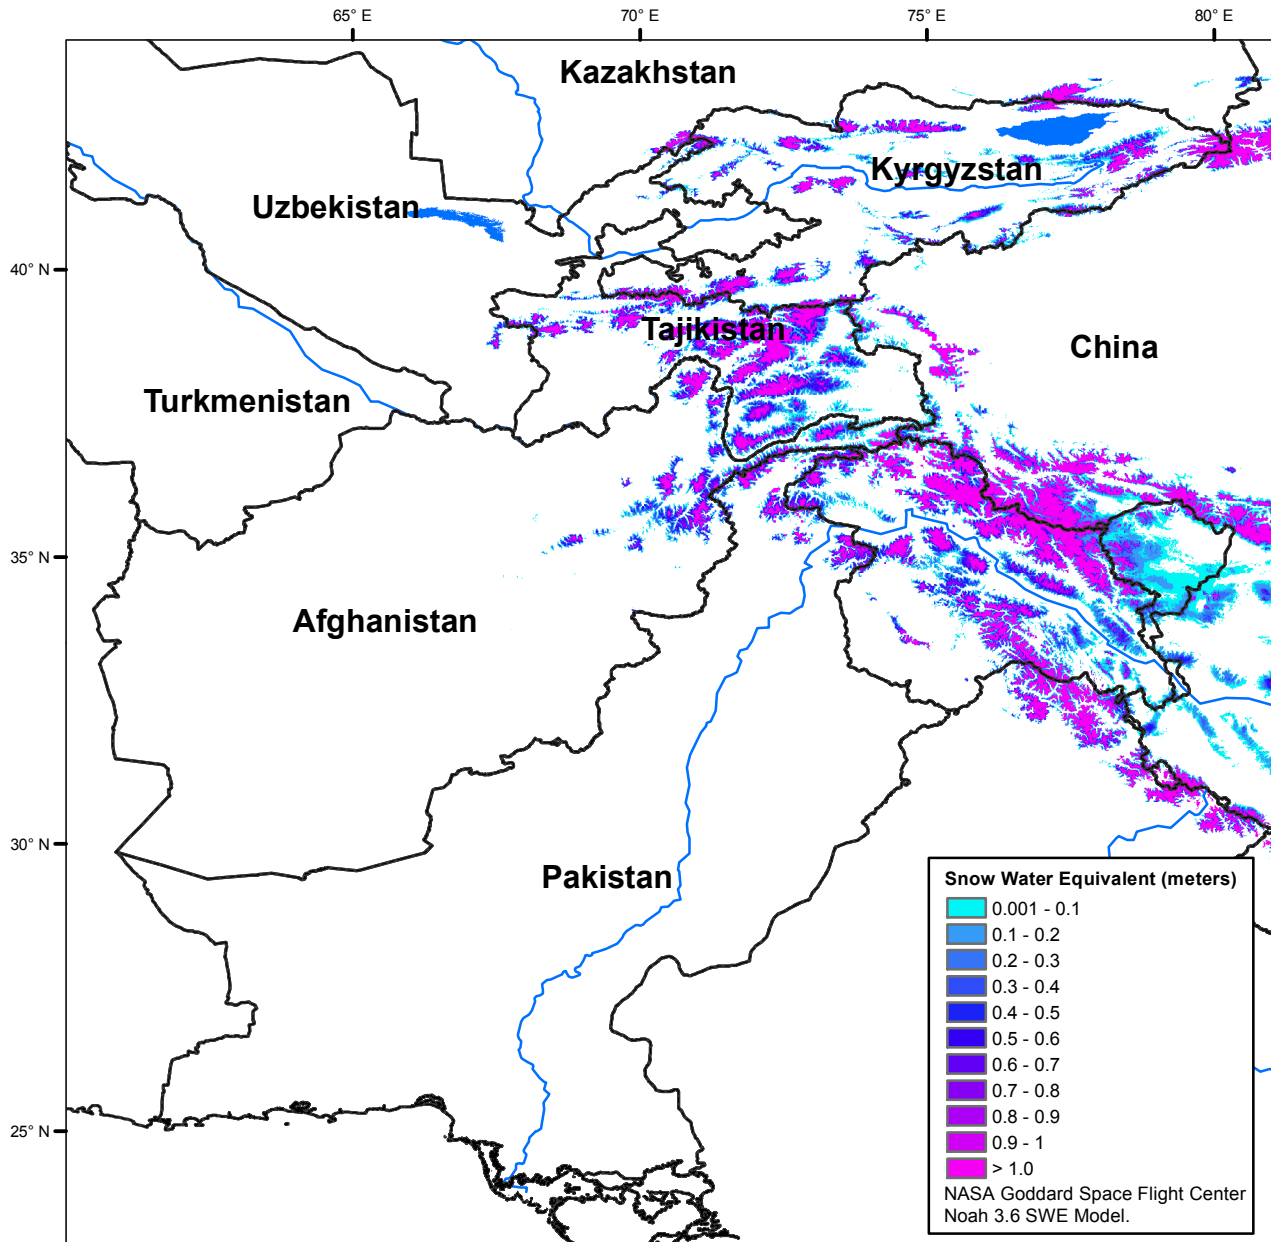 65° E
70° E
75° E
80° E
Kazakhstan
Kyrgyzstan
Uzbekistan
40° N
Tajikistan
China
Turkmenistan
35° N
Afghanistan
30° N
Pakistan
25° N
Snow Water Equivalent (meters)
0.001 - 0.1
0.1 - 0.2
0.2 - 0.3
0.3 - 0.4
0.4 - 0.5
0.5 - 0.6
0.6 - 0.7
0.7 - 0.8
0.8 - 0.9
0.9 - 1
> 1.0
NASA Goddard Space Flight Center
Noah 3.6 SWE Model.